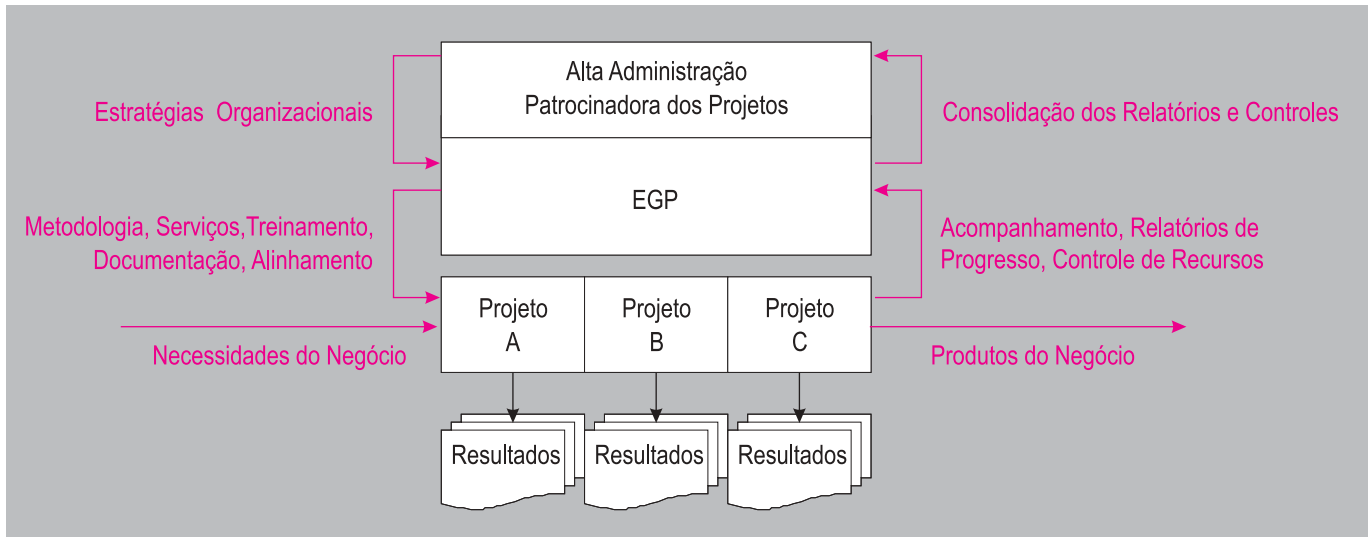 Alta Administração
Patrocinadora dos Projetos
Estratégias Organizacionais
Consolidação dos Relatórios e Controles
EGP
Metodologia, Serviços,Treinamento,
Documentação, Alinhamento
Acompanhamento, Relatórios de
Progresso, Controle de Recursos
Projeto
A
Projeto
B
Projeto
C
Necessidades do Negócio
Produtos do Negócio
Resultados
Resultados
Resultados